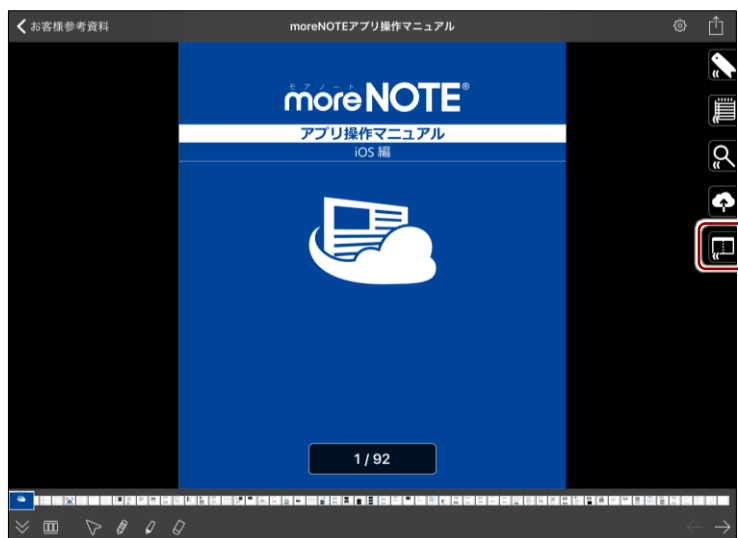 お客様参考資料
moreNOTEアプリ操作マニュアル
モアノート
moreNOTE®
アプリ操作マニュアル
iOS 編
1 / 92